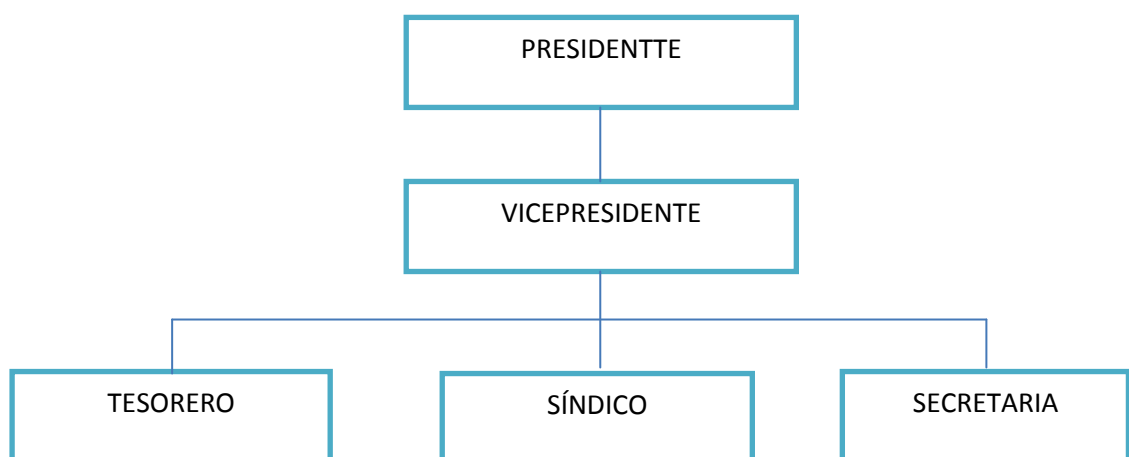 PRESIDENTTE
VICEPRESIDENTE
TESORERO
SÍNDICO
SECRETARIA